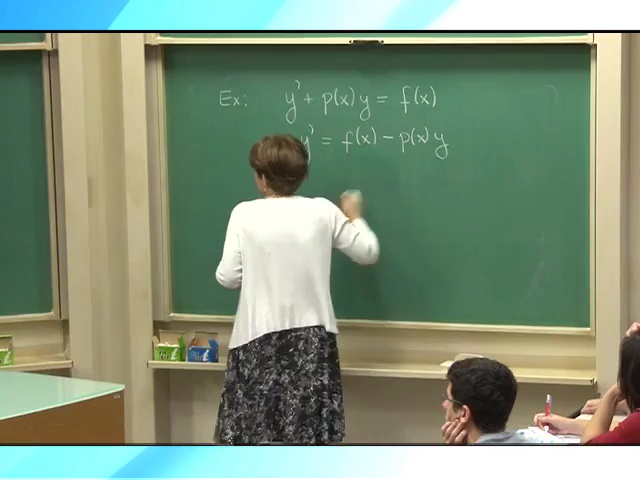 Ex: y' + p(x) y = f(x)
y' = f(x) - p(x) y